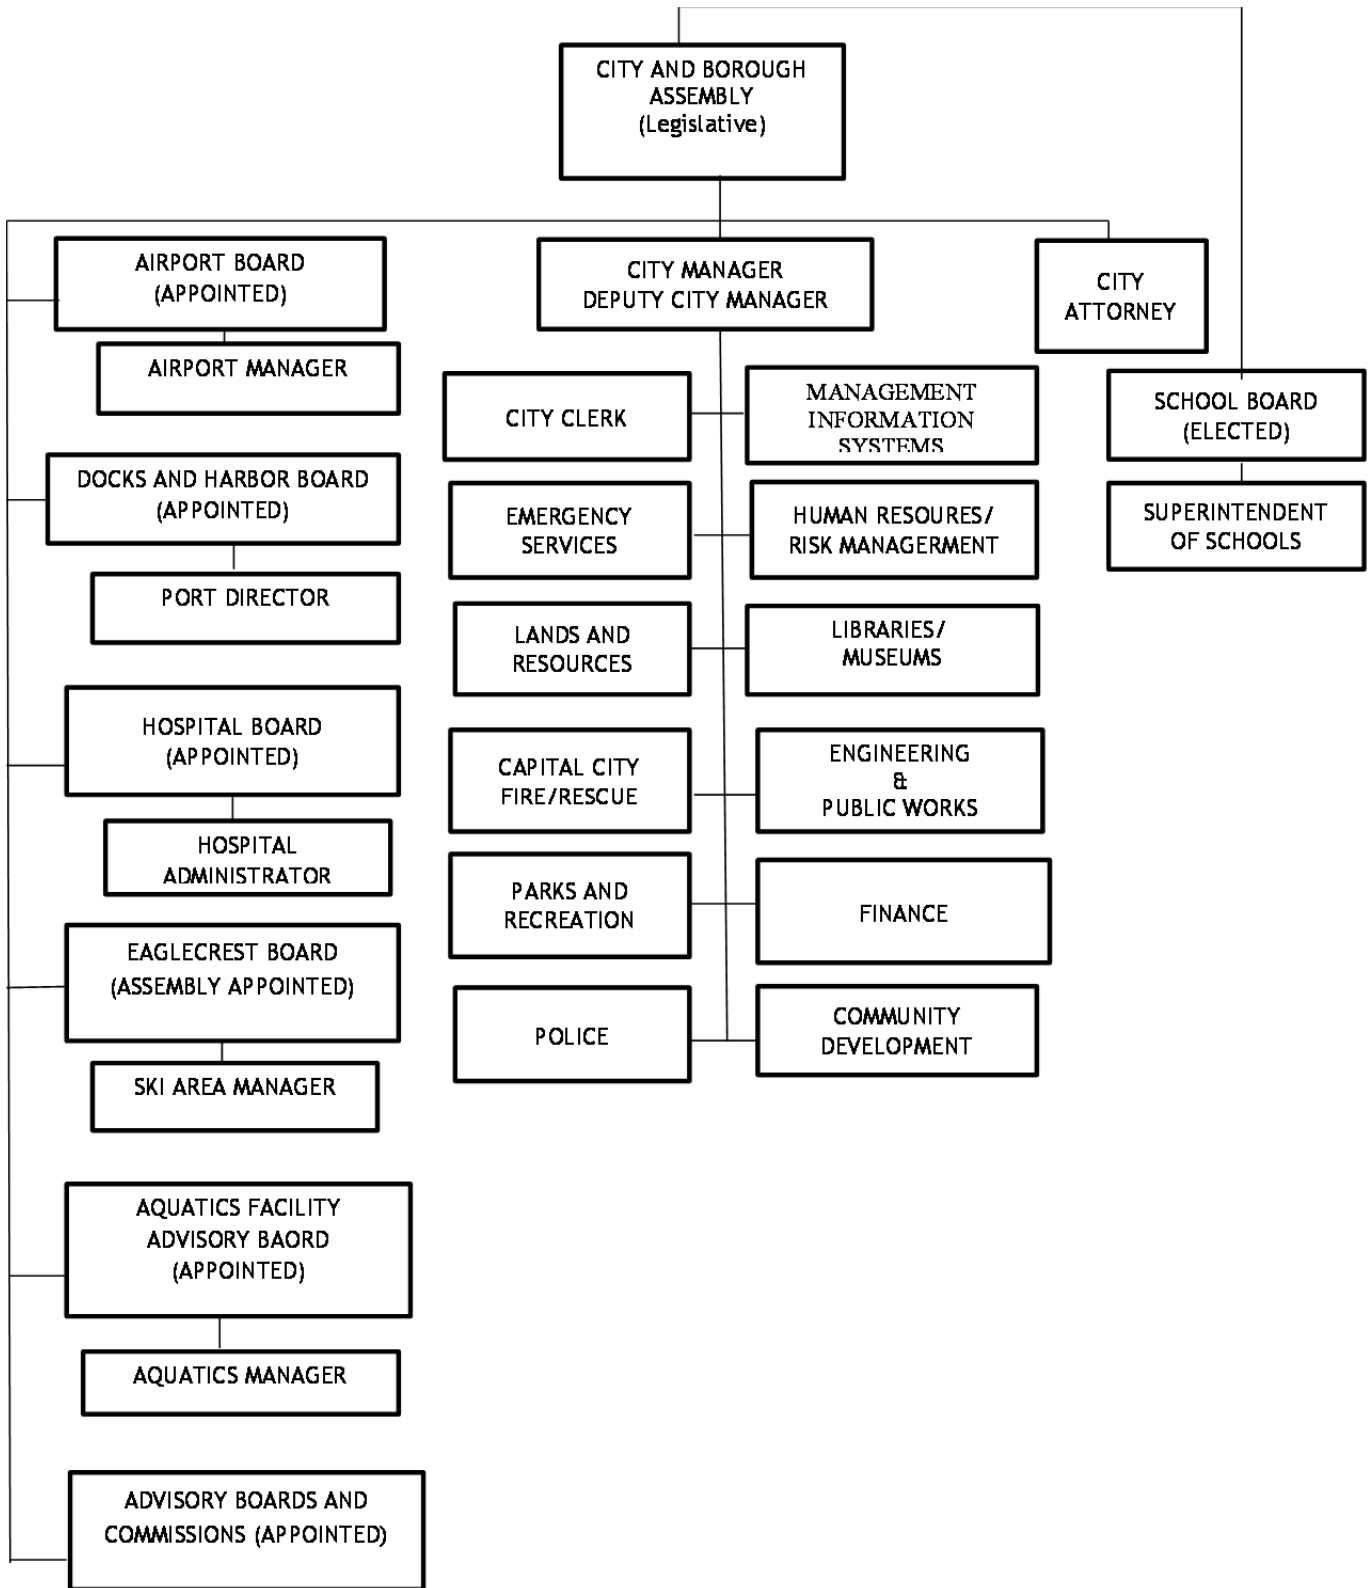 CITY AND BOROUGH
ASSEMBLY
(Legislative)
AIRPORT BOARD
(APPOINTED)
AIRPORT MANAGER
DOCKS AND HARBOR BOARD
(APPOINTED)
PORT DIRECTOR
HOSPITAL BOARD
(APPOINTED)
HOSPITAL
ADMINISTRATOR
EAGLECREST BOARD
(ASSEMBLY APPOINTED)
SKI AREA MANAGER
AQUATICS FACILITY
ADVISORY BAORD
(APPOINTED)
AQUATICS MANAGER
ADVISORY BOARDS AND
COMMISSIONS (APPOINTED)
CITY MANAGER
DEPUTY CITY MANAGER
CITY CLERK
MANAGEMENT
INFORMATION
SYSTEMS
EMERGENCY
SERVICES
HUMAN RESOURES/
RISK MANAGERMENT
LANDS AND
RESOURCES
LIBRARIES/
MUSEUMS
CAPITAL CITY
FIRE/RESCUE
ENGINEERING
&
PUBLIC WORKS
PARKS AND
RECREATION
FINANCE
POLICE
COMMUNITY
DEVELOPMENT
CITY
ATTORNEY
SCHOOL BOARD
(ELECTED)
SUPERINTENDENT
OF SCHOOLS